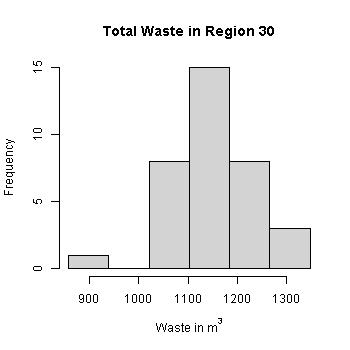 Total Waste in Region 30
Frequency
15
10
5
0
900 1000 1100 1200 1300
Waste in m³